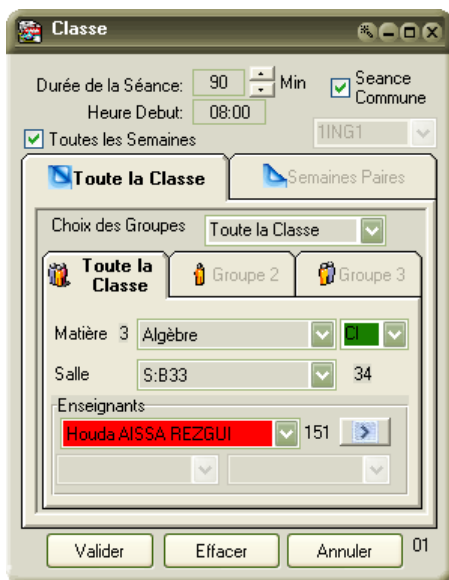 Classe
Durée de la Séance: 90 Min
Seance Commune
Heure Debut: 08:00
Toutes les Semaines
1ING1
Toute la Classe
Semaines Paires
Choix des Groupes Toute la Classe
Toute la Classe
Groupe 2
Groupe 3
Matière 3 Algèbre CI
Salle S:B33 34
Enseignants
Houda AISSA REZGUI 151 >
Valider Effacer Annuler 01